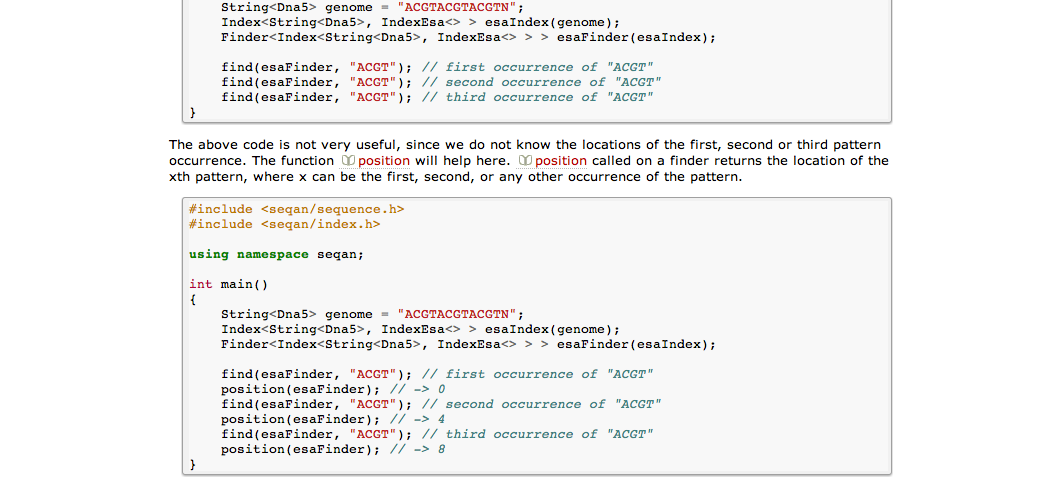 String<Dna5> genome = "ACGTACGTACGTN";
Index<String<Dna5>, IndexEsa<> > esaIndex(genome);
Finder<Index<String<Dna5>, IndexEsa<> > > esaFinder(esaIndex);
find(esaFinder, "ACGT"); // first occurrence of "ACGT"
find(esaFinder, "ACGT"); // second occurrence of "ACGT"
find(esaFinder, "ACGT"); // third occurrence of "ACGT"
}
The above code is not very useful, since we do not know the locations of the first, second or third pattern
occurrence. The function position will help here. position called on a finder returns the location of the
xth pattern, where x can be the first, second, or any other occurrence of the pattern.
#include <seqan/sequence.h>
#include <seqan/index.h>
using namespace seqan;
int main()
{
String<Dna5> genome = "ACGTACGTACGTN";
Index<String<Dna5>, IndexEsa<> > esaIndex(genome);
Finder<Index<String<Dna5>, IndexEsa<> > > esaFinder(esaIndex);
find(esaFinder, "ACGT"); // first occurrence of "ACGT"
position(esaFinder); // -> 0
find(esaFinder, "ACGT"); // second occurrence of "ACGT"
position(esaFinder); // -> 4
find(esaFinder, "ACGT"); // third occurrence of "ACGT"
position(esaFinder); // -> 8
}